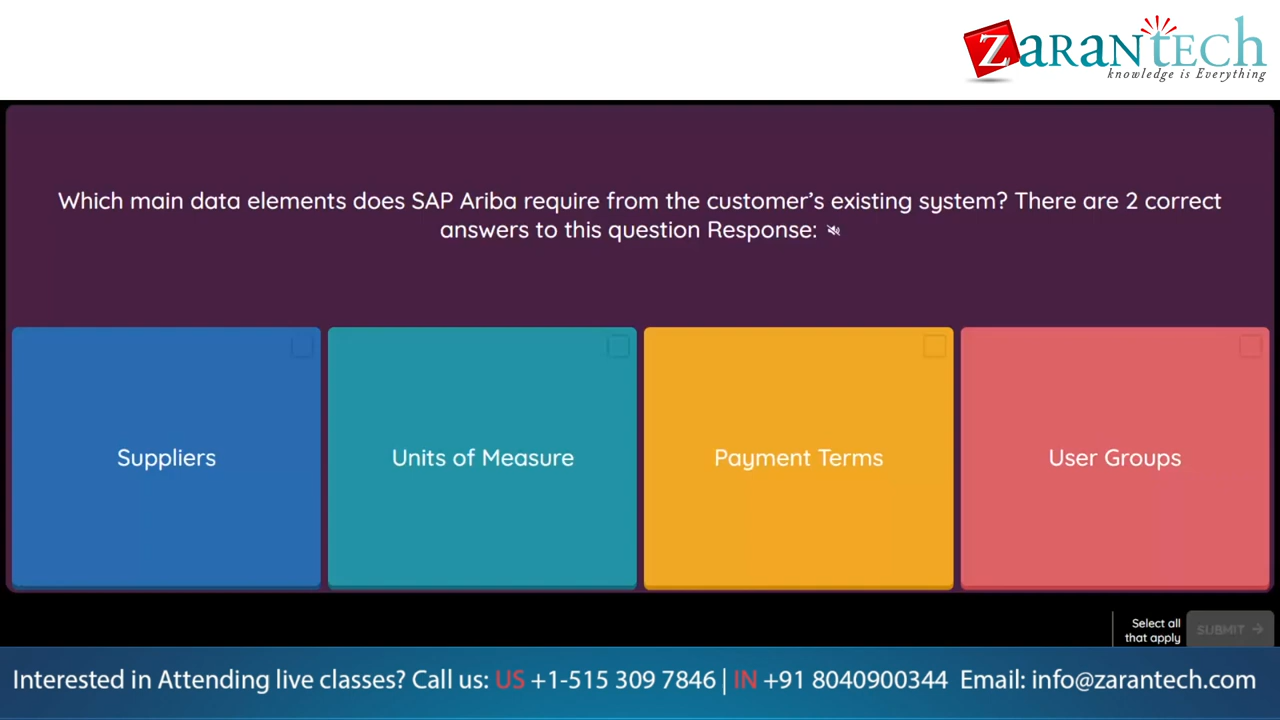 ZaranTech
knowledge is Everything
Which main data elements does SAP Ariba require from the customer’s existing system? There are 2 correct
answers to this question Response:
Suppliers
Units of Measure
Payment Terms
User Groups
Select all
that apply
SUBMIT →
Interested in Attending live classes? Call us: US +1-515 309 7846 | IN +91 8040900344 Email: info@zarantech.com